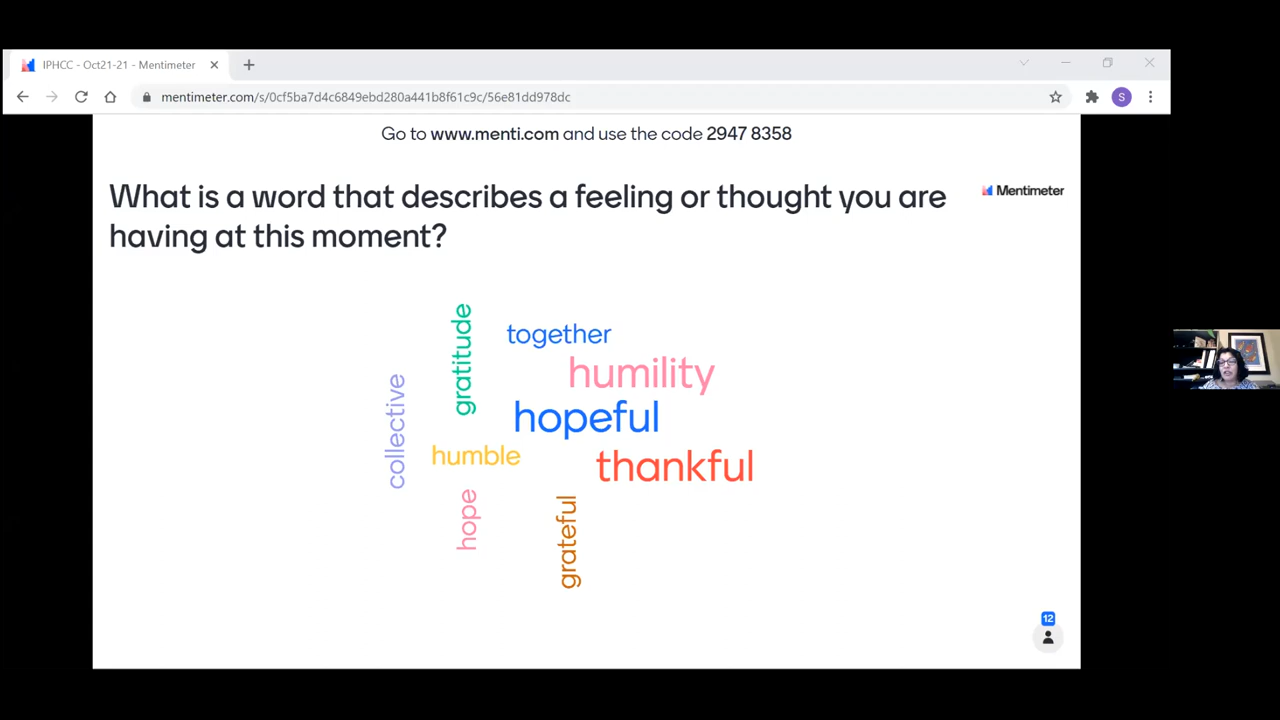 IPHCC - Oct21-21 - Mentimeter
mentimeter.com/s/0cf5ba7d4c6849ebd280a441b8f61c9c/56e81dd978dc
S
Go to www.menti.com and use the code 2947 8358
What is a word that describes a feeling or thought you are
having at this moment?
Mentimeter
gratitude
together
humility
collective
hopeful
humble
thankful
hope
grateful
12